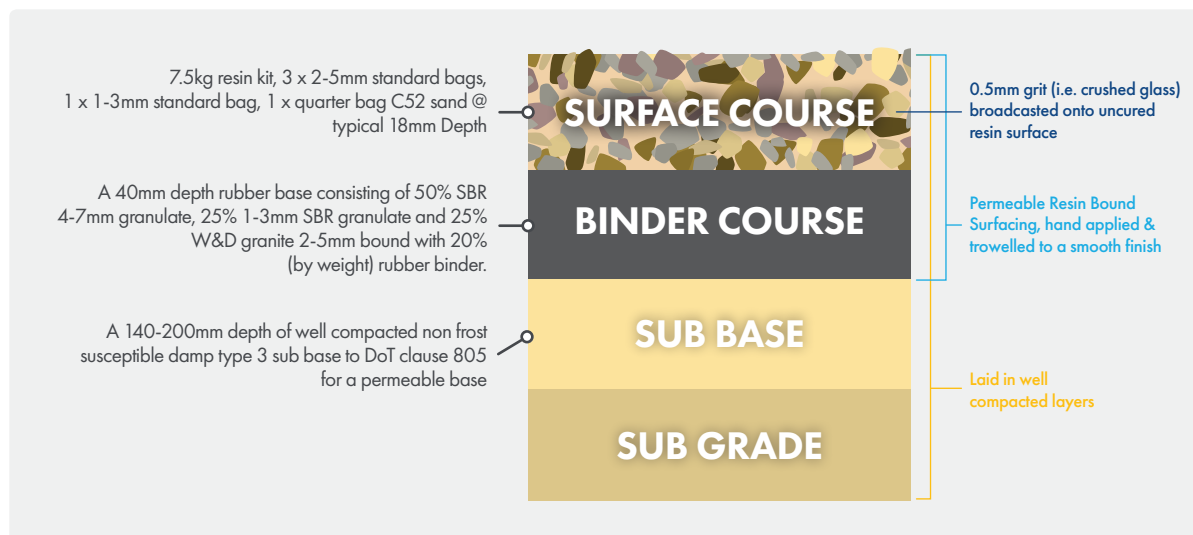 7.5kg resin kit, 3 x 2-5mm standard bags,
1 x 1-3mm standard bag, 1 x quarter bag C52 sand @
typical 18mm Depth
SURFACE COURSE
0.5mm grit (i.e. crushed glass)
broadcasted onto uncured
resin surface
A 40mm depth rubber base consisting of 50% SBR
4-7mm granulate, 25% 1-3mm SBR granulate and 25%
W&D granite 2-5mm bound with 20%
(by weight) rubber binder.
BINDER COURSE
Permeable Resin Bound
Surfacing, hand applied &
trowelled to a smooth finish
A 140-200mm depth of well compacted non frost
susceptible damp type 3 sub base to DoT clause 805
for a permeable base
SUB BASE
Laid in well
compacted layers
SUB GRADE